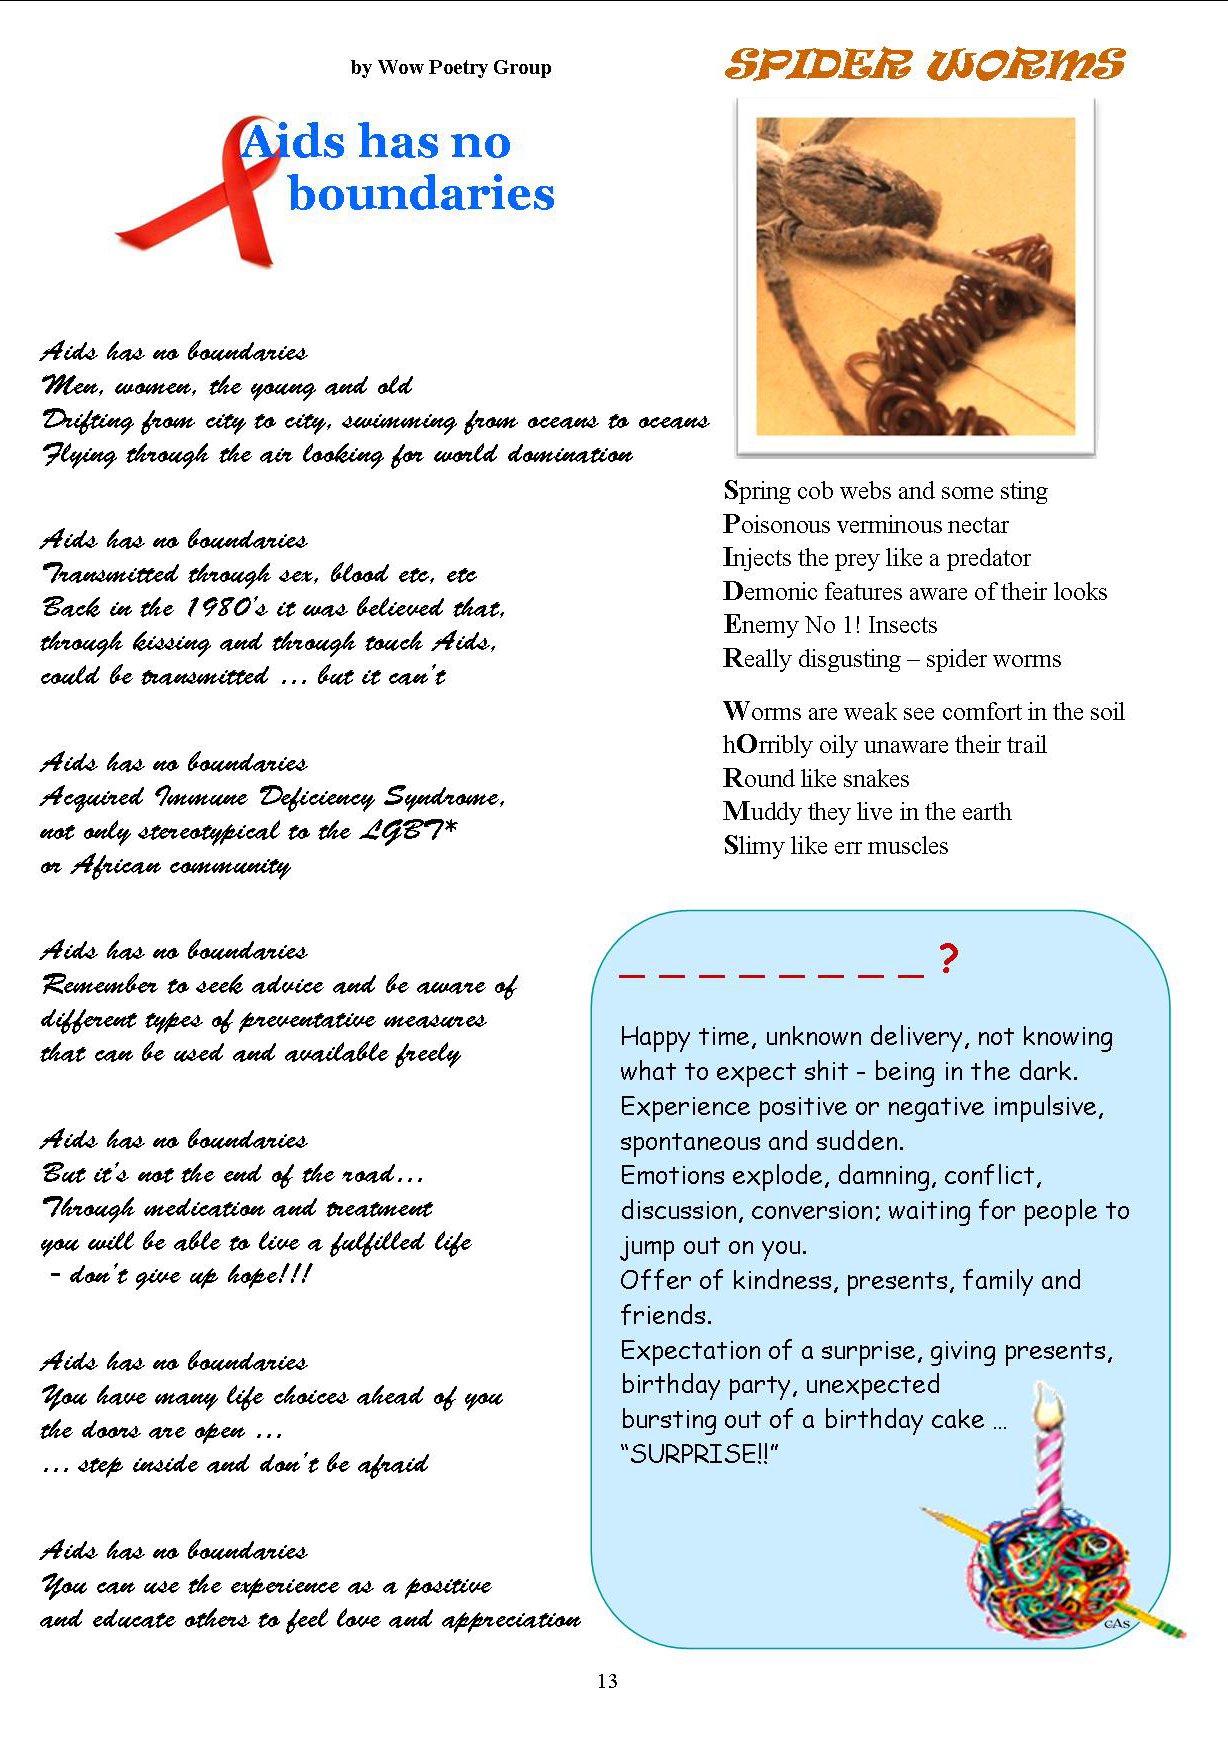 by Wow Poetry Group
Aids has no
boundaries
Aids has no boundaries
Men, women, the young and old
Drifting from city to city, swimming from oceans to oceans
Flying through the air looking for world domination
Aids has no boundaries
Transmitted through sex, blood etc, etc
Back in the 1980's it was believed that,
through kissing and through touch Aids,
could be transmitted ... but it can't
Aids has no boundaries
Acquired Immune Deficiency Syndrome,
not only stereotypical to the LGBT*
or African community
Aids has no boundaries
Remember to seek advice and be aware of
different types of preventative measures
that can be used and available freely
Aids has no boundaries
But it's not the end of the road...
Through medication and treatment
you will be able to live a fulfilled life
- don't give up hope!!!
Aids has no boundaries
You have many life choices ahead of you
the doors are open ...
... step inside and don't be afraid
Aids has no boundaries
You can use the experience as a positive
and educate others to feel love and appreciation
SPIDER WORMS
Spring cob webs and some sting
Poisonous verminous nectar
Injects the prey like a predator
Demonic features aware of their looks
Enemy No 1! Insects
Really disgusting – spider worms
Worms are weak see comfort in the soil
hOrribly oily unaware their trail
Round like snakes
Muddy they live in the earth
Slimy like err muscles
_ _ _ _ _ _ _ _ ?
Happy time, unknown delivery, not knowing
what to expect shit - being in the dark.
Experience positive or negative impulsive,
spontaneous and sudden.
Emotions explode, damning, conflict,
discussion, conversion; waiting for people to
jump out on you.
Offer of kindness, presents, family and
friends.
Expectation of a surprise, giving presents,
birthday party, unexpected
bursting out of a birthday cake ...
“SURPRISE!!”
CAS
13